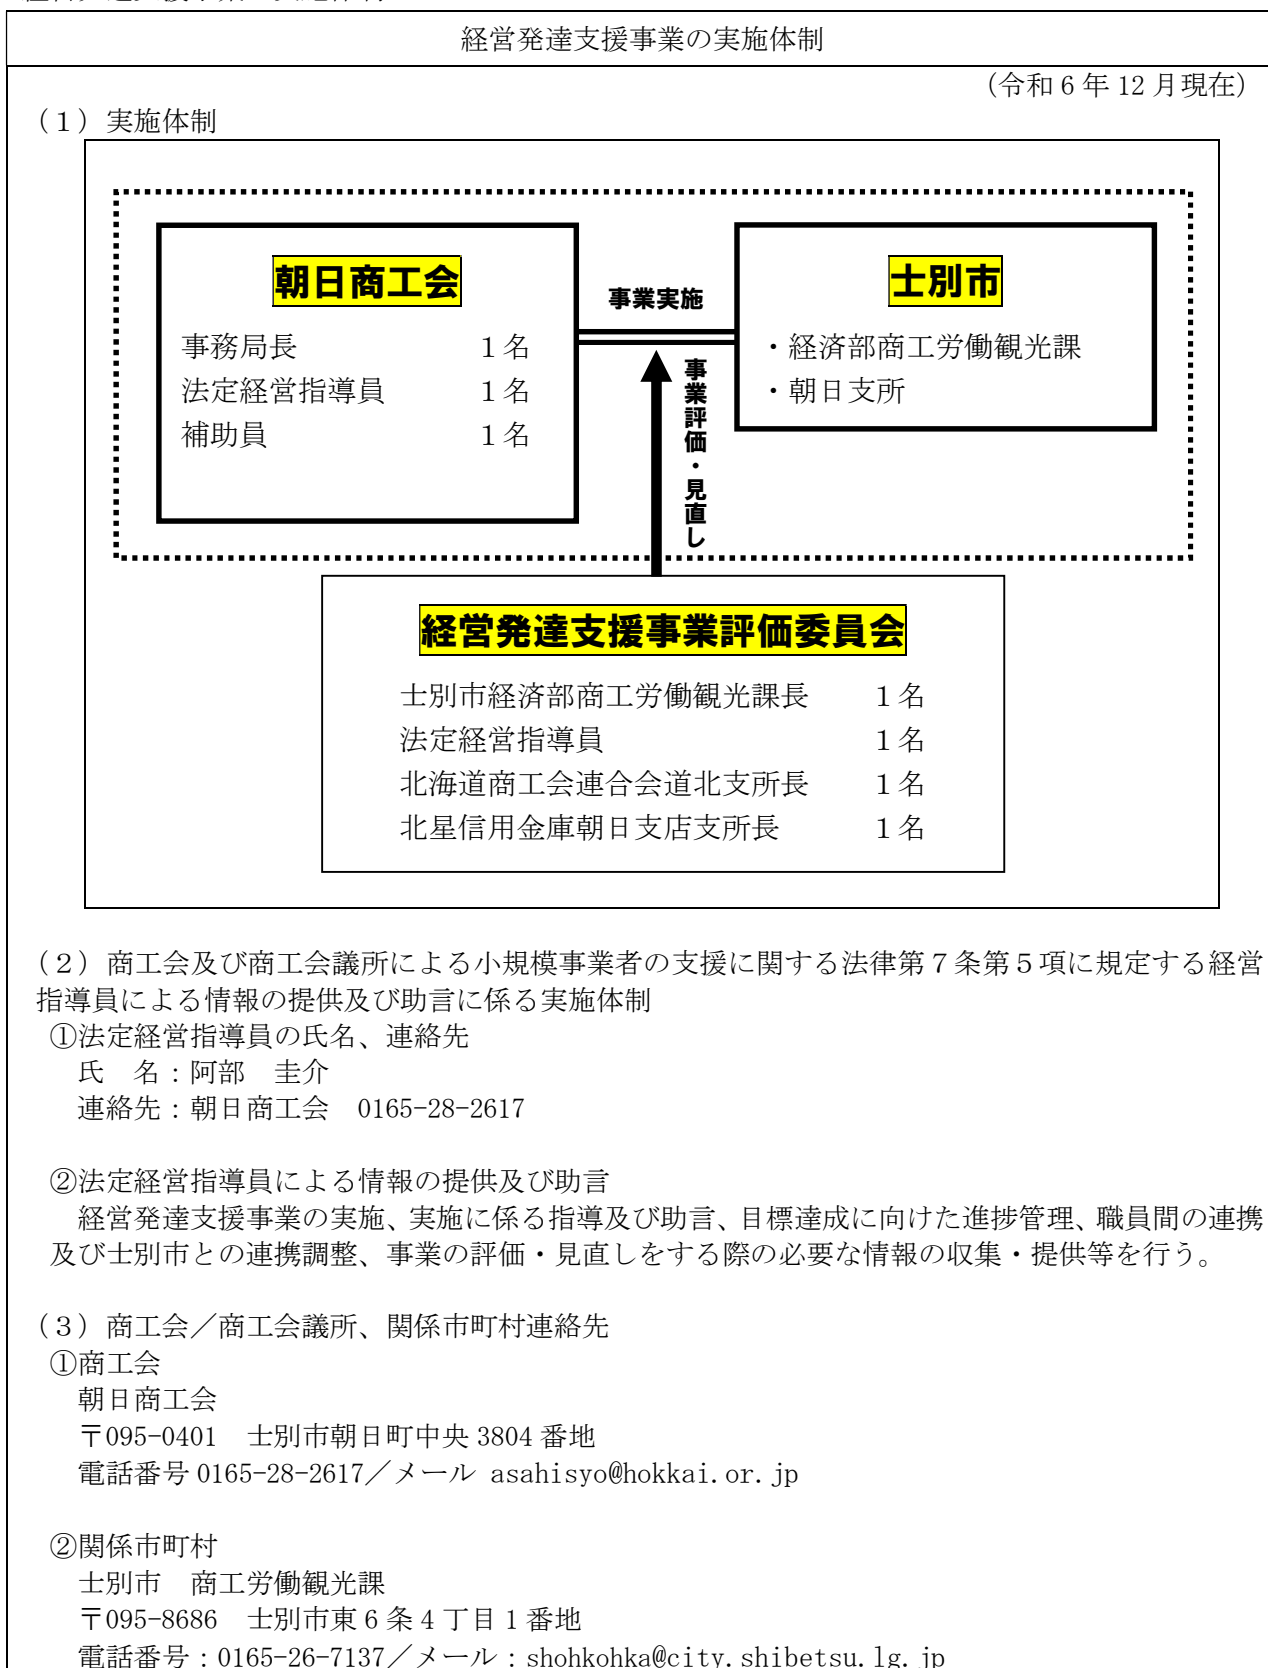 経営発達支援事業の実施体制
（令和６年 12 月現在）
（１）実施体制
朝日商工会
事務局長　１名
法定経営指導員　１名
補助員　１名
事業実施
士別市
・経済部商工労働観光課
・朝日支所
事業評価・見直し
経営発達支援事業評価委員会
士別市経済部商工労働観光課長　１名
法定経営指導員　１名
北海道商工会連合会道北支所長　１名
北星信用金庫朝日支店支所長　１名
（２）商工会及び商工会議所による小規模事業者の支援に関する法律第７条第５項に規定する経営
指導員による情報の提供及び助言に係る実施体制
①法定経営指導員の氏名、連絡先
氏　名：阿部　圭介
連絡先：朝日商工会　0165-28-2617
②法定経営指導員による情報の提供及び助言
経営発達支援事業の実施、実施に係る指導及び助言、目標達成に向けた進捗管理、職員間の連携
及び士別市との連携調整、事業の評価・見直しをする際の必要な情報の収集・提供等を行う。
（３）商工会／商工会議所、関係市町村連絡先
①商工会
朝日商工会
〒095-0401　士別市朝日町中央 3804 番地
電話番号 0165-28-2617／メール asahisyo@hokkai.or.jp
②関係市町村
士別市　商工労働観光課
〒095-8686　士別市東６条４丁目１番地
電話番号：0165-26-7137／メール：shohkohka@city.shibetsu.lg.jp